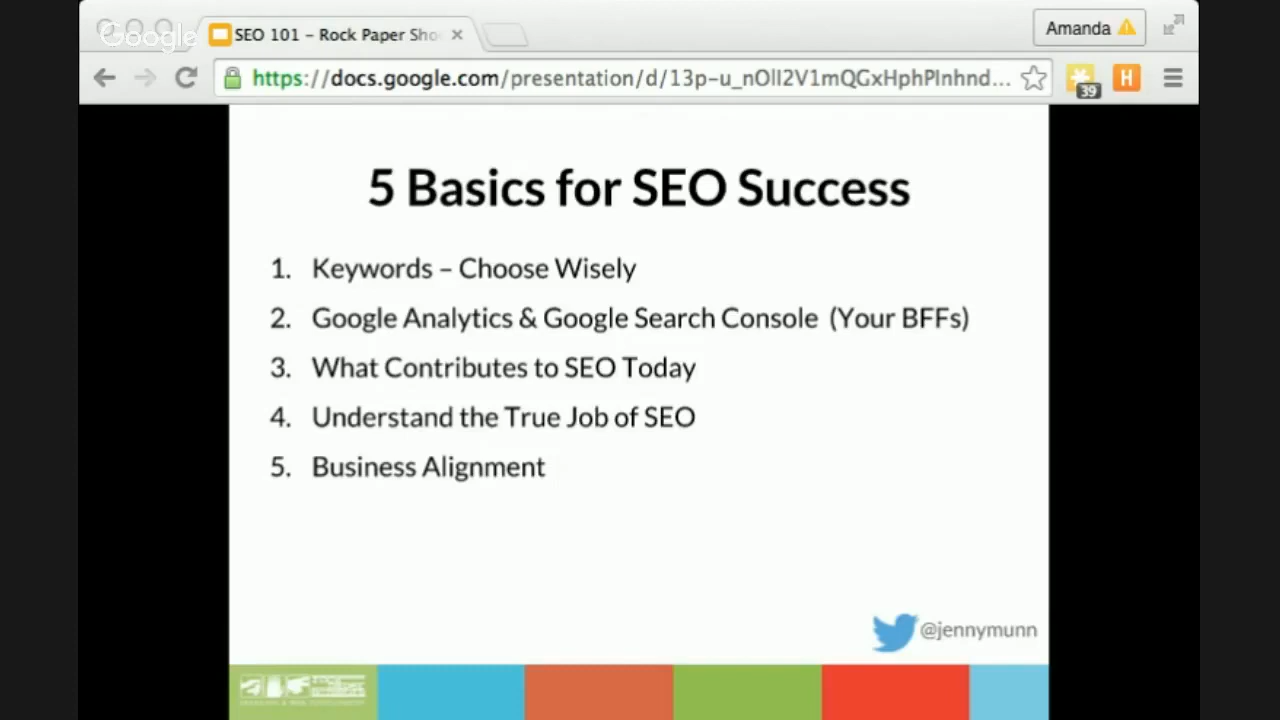 Google
SEO 101 – Rock Paper Sho
Amanda
https://docs.google.com/presentation/d/13p-u_nOlI2V1mQGxHphPInhnd...
39
H
5 Basics for SEO Success
1. Keywords – Choose Wisely
2. Google Analytics & Google Search Console (Your BFFs)
3. What Contributes to SEO Today
4. Understand the True Job of SEO
5. Business Alignment
@jennymunn